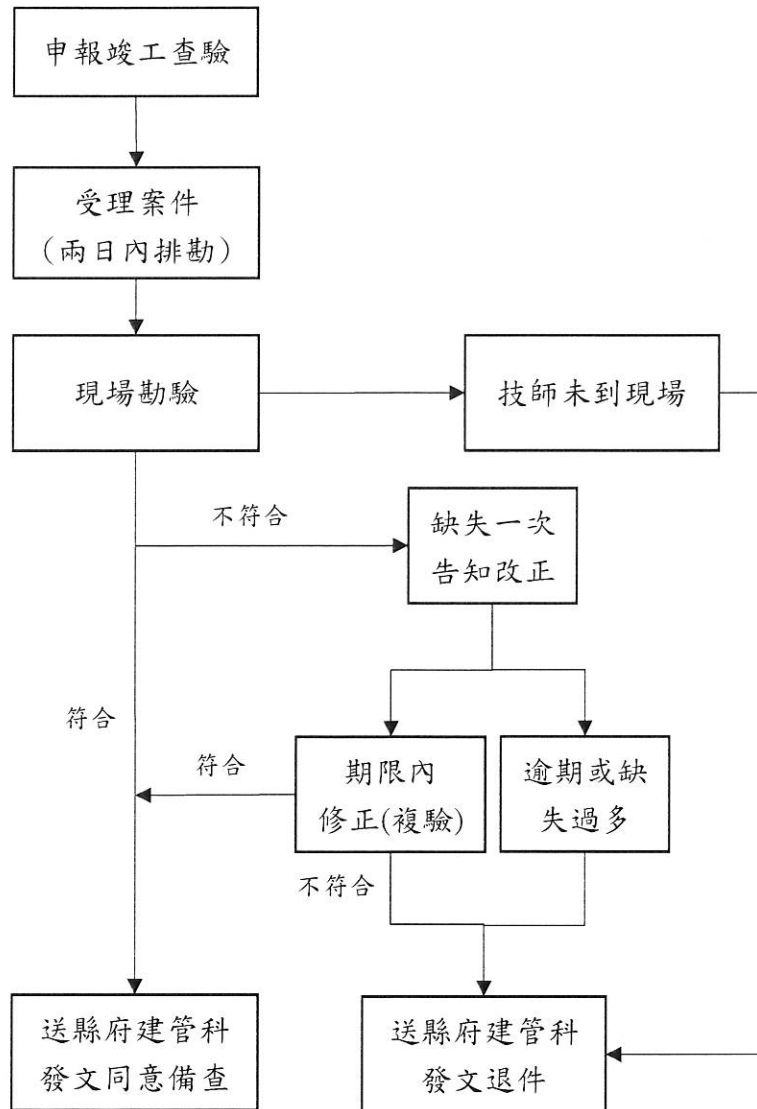 申報竣工查驗
受理案件
(兩日內排勘)
現場勘驗
技師未到現場
不符合
缺失一次
告知改正
符合
符合
期限內
修正(複驗)
逾期或缺
失過多
不符合
送縣府建管科
發文同意備查
送縣府建管科
發文退件